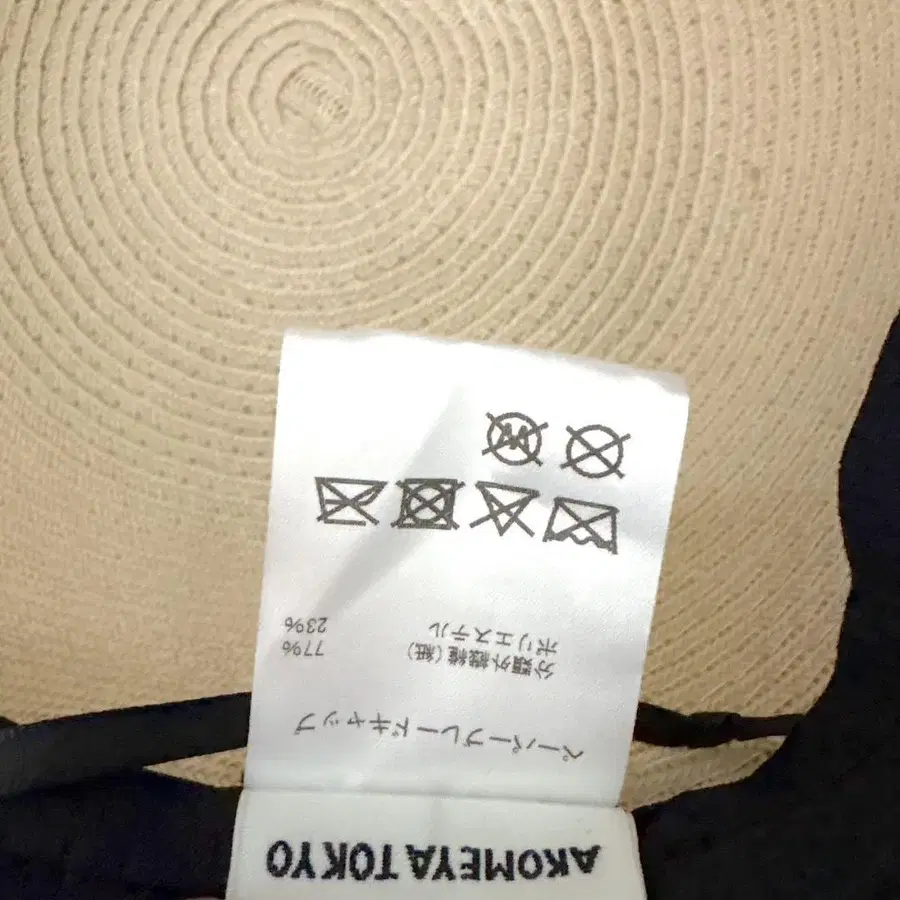 AKOMEYA TOKYO
ペーパーブレードキャップ
分類外繊維(紙) 77%
ポリエステル 23%
W